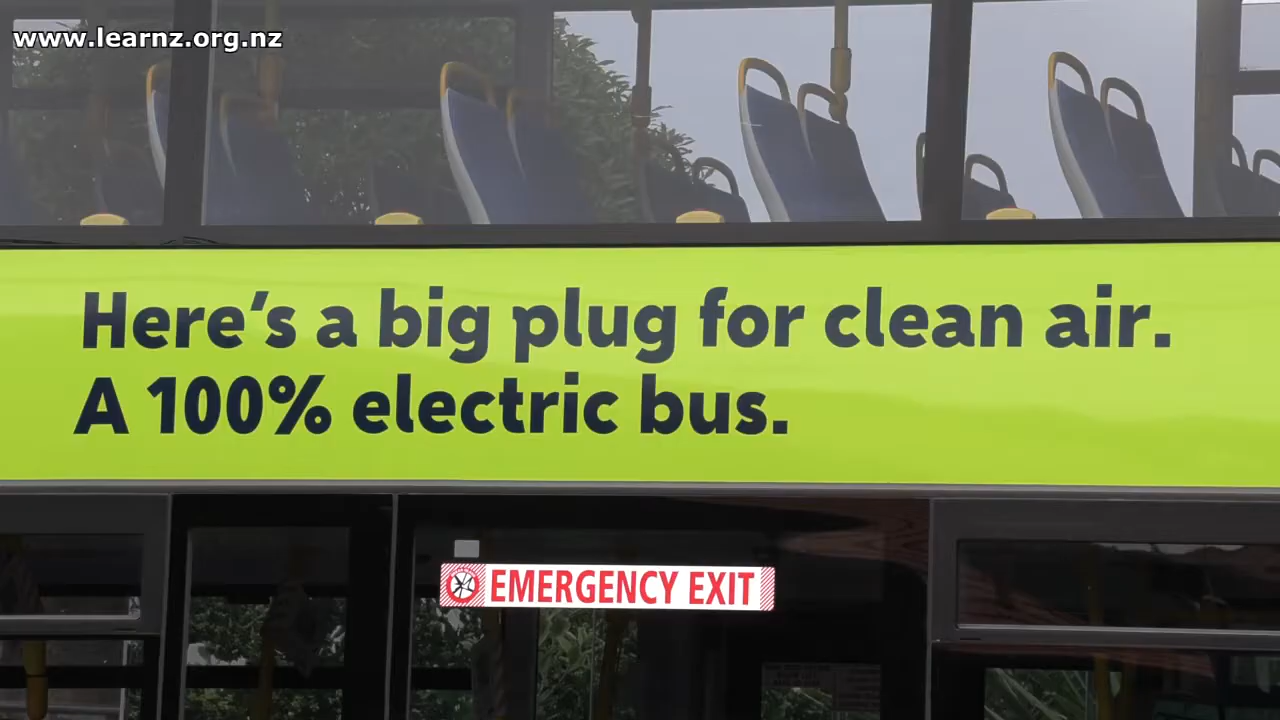 www.learnz.org.nz
Here's a big plug for clean air.
A 100% electric bus.
EMERGENCY EXIT